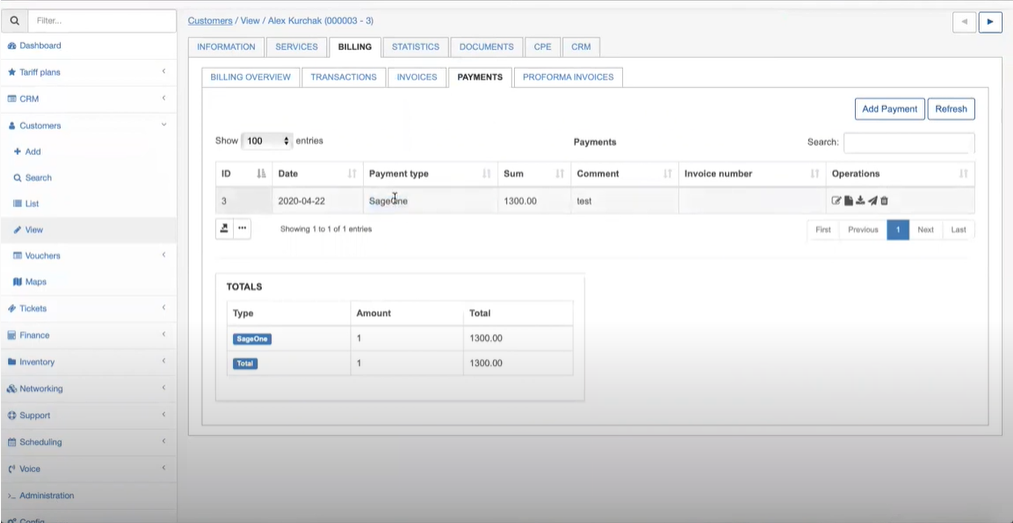 Filter...
Customers / View / Alex Kurchak (000003 - 3)
Dashboard
Tariff plans
CRM
Customers
Add
Search
List
View
Vouchers
Maps
Tickets
Finance
Inventory
Networking
Support
Scheduling
Voice
Administration
Config
INFORMATION SERVICES BILLING STATISTICS DOCUMENTS CPE CRM
BILLING OVERVIEW TRANSACTIONS INVOICES PAYMENTS PROFORMA INVOICES
Add Payment Refresh
Show 100 entries Payments Search:
ID Date Payment type Sum Comment Invoice number Operations
3 2020-04-22 SageOne 1300.00 test
Showing 1 to 1 of 1 entries First Previous 1 Next Last
TOTALS
Type Amount Total
SageOne 1 1300.00
Total 1 1300.00